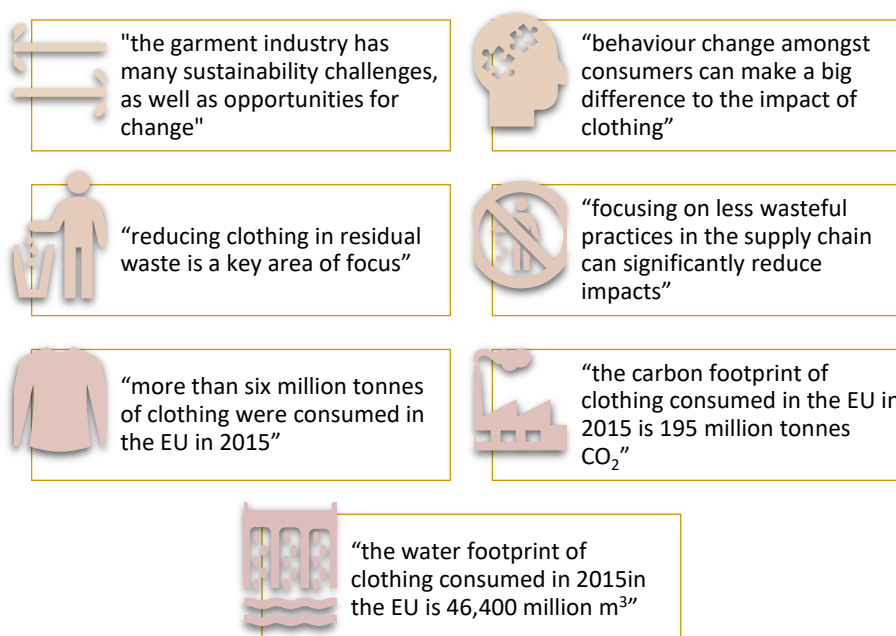 "the garment industry has
many sustainability challenges,
as well as opportunities for
change"
“behaviour change amongst
consumers can make a big
difference to the impact of
clothing”
“reducing clothing in residual
waste is a key area of focus”
“focusing on less wasteful
practices in the supply chain
can significantly reduce
impacts”
“more than six million tonnes
of clothing were consumed in
the EU in 2015”
“the carbon footprint of
clothing consumed in the EU in
2015 is 195 million tonnes
CO₂”
“the water footprint of
clothing consumed in 2015in
the EU is 46,400 million m³”